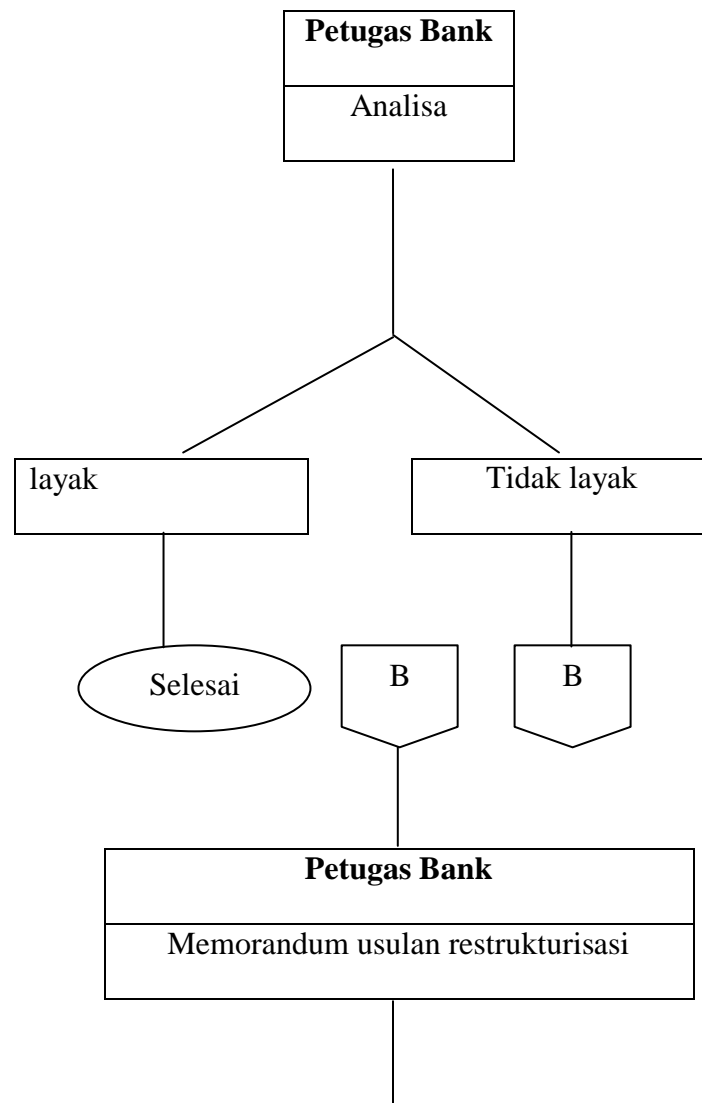 Petugas Bank
Analisa
layak
Tidak layak
Selesai
B
B
Petugas Bank
Memorandum usulan restrukturisasi